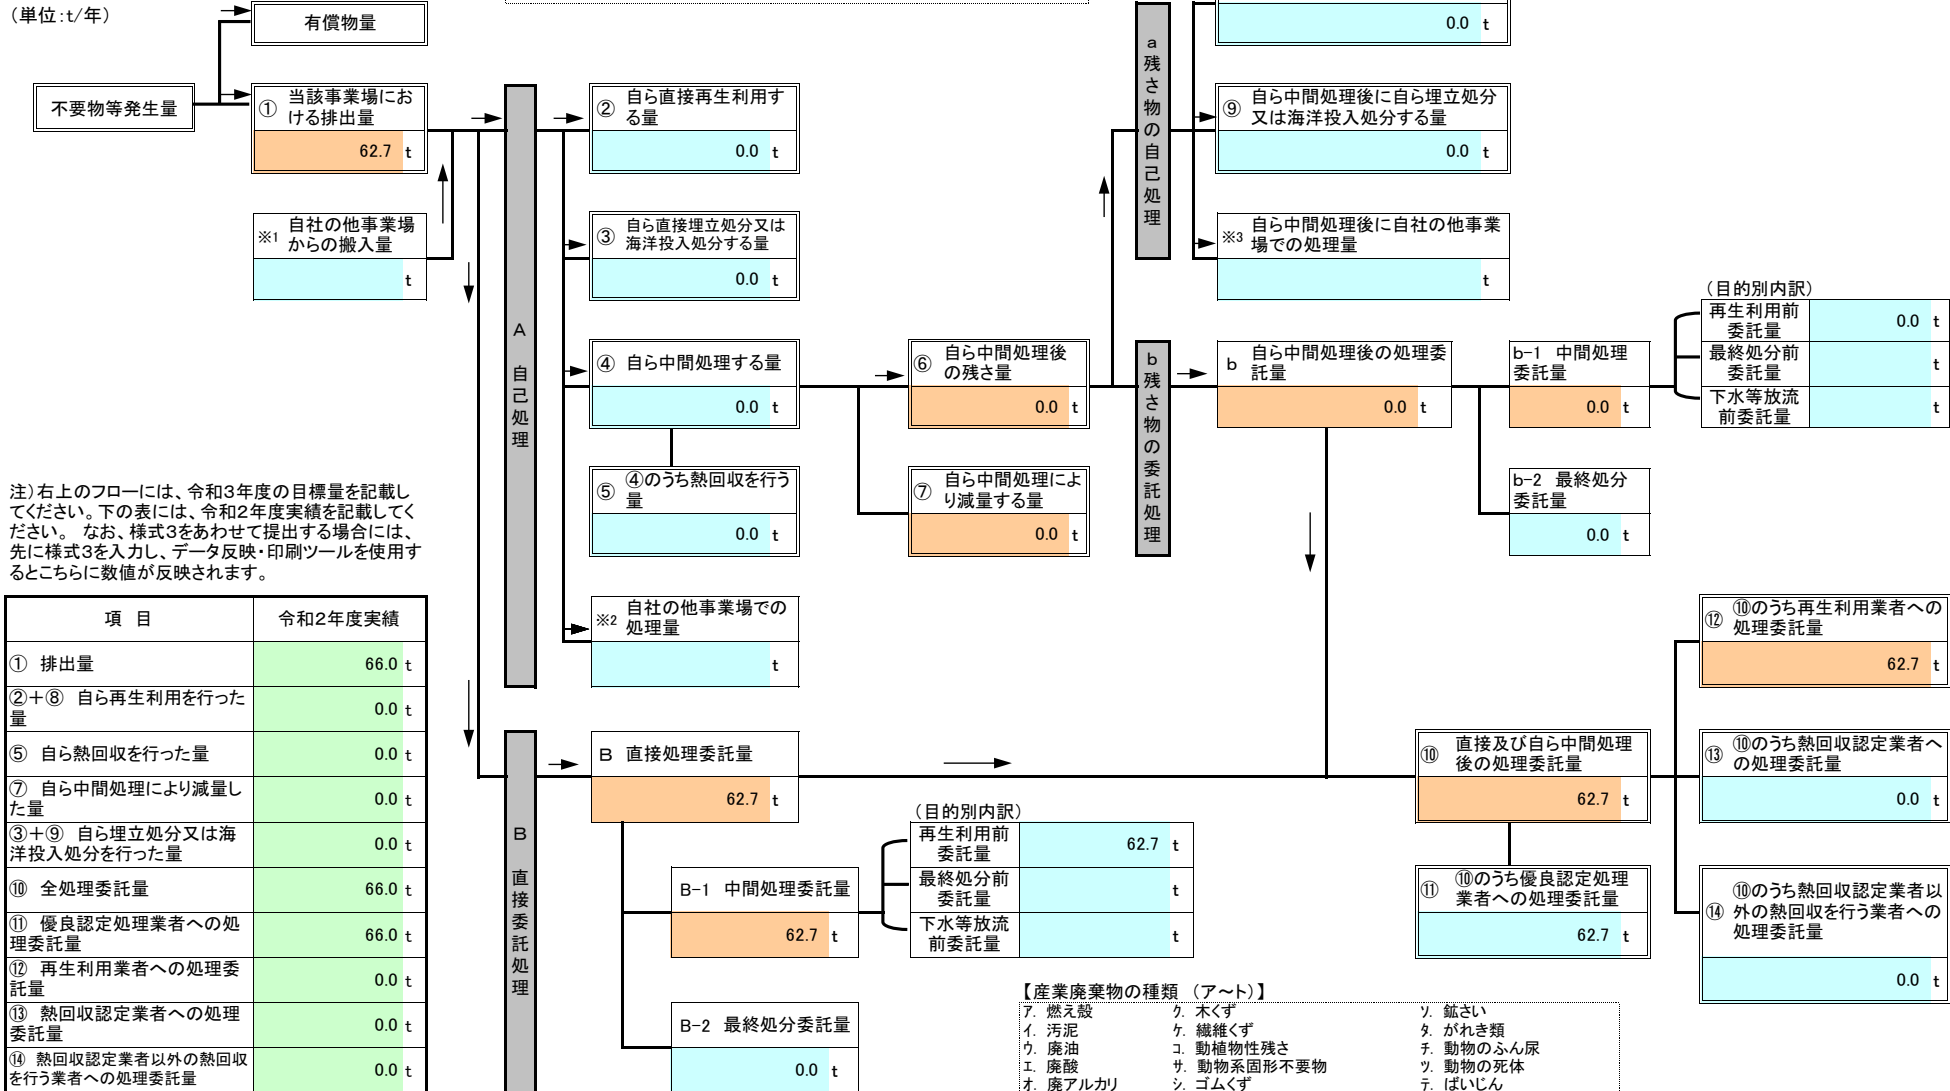 （単位：t/年）
有償物量
0.0 t
不要物等発生量
① 当該事業場にお
ける排出量
62.7 t
※1 自社の他事業場
からの搬入量
t
A 自己処理
② 自ら直接再生利用す
る量
0.0 t
③ 自ら直接埋立処分又は
海洋投入処分する量
0.0 t
④ 自ら中間処理する量
0.0 t
⑤ ④のうち熱回収を行う
量
0.0 t
※2 自社の他事業場での
処理量
t
⑥ 自ら中間処理後
の残さ量
0.0 t
⑦ 自ら中間処理によ
り減量する量
0.0 t
a 残さ物の自己処理
⑨ 自ら中間処理後に自ら埋立処分
又は海洋投入処分する量
0.0 t
※3 自ら中間処理後に自社の他事業
場での処理量
t
b 残さ物の委託処理
b 自ら中間処理後の処理委
託量
0.0 t
b-1 中間処理
委託量
0.0 t
b-2 最終処分
委託量
0.0 t
（目的別内訳）
再生利用前
委託量
0.0 t
最終処分前
委託量
t
下水等放流
前委託量
t
注）右上のフローには、令和３年度の目標量を記載し
てください。下の表には、令和２年度実績を記載してく
ださい。 なお、様式３をあわせて提出する場合には、
先に様式３を入力し、データ反映・印刷ツールを使用す
るとこちらに数値が反映されます。
項 目 令和２年度実績
① 排出量 66.0 t
②＋⑧ 自ら再生利用を行った
量 0.0 t
⑤ 自ら熱回収を行った量 0.0 t
⑦ 自ら中間処理により減量し
た量 0.0 t
③＋⑨ 自ら埋立処分又は海
洋投入処分を行った量 0.0 t
⑩ 全処理委託量 66.0 t
⑪ 優良認定処理業者への処
理委託量 66.0 t
⑫ 再生利用業者への処理委
託量 0.0 t
⑬ 熱回収認定業者への処理
委託量 0.0 t
⑭ 熱回収認定業者以外の熱回収
を行う業者への処理委託量 0.0 t
B 直接委託処理
B 直接処理委託量
62.7 t
B-1 中間処理委託量
62.7 t
B-2 最終処分委託量
0.0 t
（目的別内訳）
再生利用前
委託量
62.7 t
最終処分前
委託量
t
下水等放流
前委託量
t
⑩ 直接及び自ら中間処理
後の処理委託量
62.7 t
⑪ ⑩のうち優良認定処理
業者への処理委託量
62.7 t
⑫ ⑩のうち再生利用業者への
処理委託量
62.7 t
⑬ ⑩のうち熱回収認定業者へ
の処理委託量
0.0 t
⑭ ⑩のうち熱回収認定業者以
外の熱回収を行う業者への
処理委託量
0.0 t
【産業廃棄物の種類 （ア～ト）】
ア. 燃え殻 ク. 木くず ソ. 鉱さい
イ. 汚泥 ケ. 繊維くず タ. がれき類
ウ. 廃油 コ. 動植物性残さ チ. 動物のふん尿
エ. 廃酸 サ. 動物系固形不要物 ツ. 動物の死体
オ. 廃アルカリ シ. ゴムくず テ. ばいじん